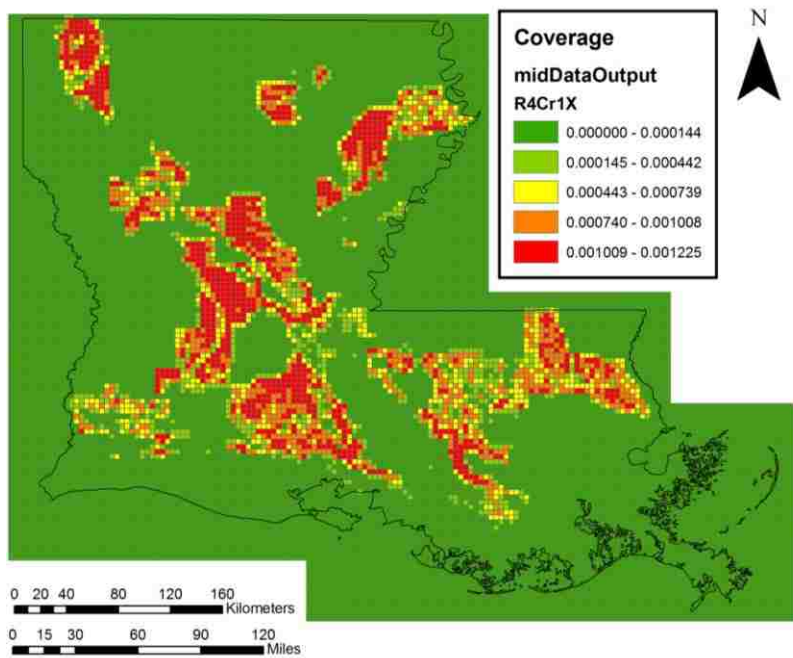 N
Coverage
midDataOutput
R4Cr1X
0.000000 - 0.000144
0.000145 - 0.000442
0.000443 - 0.000739
0.000740 - 0.001008
0.001009 - 0.001225
0 20 40 80 120 160
Kilometers
0 15 30 60 90 120
Miles